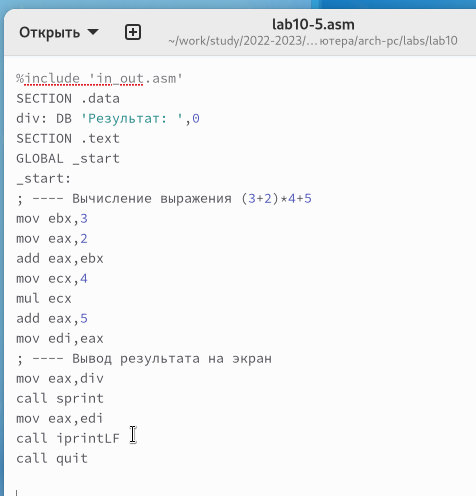 Открыть
lab10-5.asm
~/work/study/2022-2023/…ютера/arch-pc/labs/lab10
%include 'in_out.asm'
SECTION .data
div: DB 'Результат: ',0
SECTION .text
GLOBAL _start
_start:
; ---- Вычисление выражения (3+2)*4+5
mov ebx,3
mov eax,2
add eax,ebx
mov ecx,4
mul ecx
add eax,5
mov edi,eax
; ---- Вывод результата на экран
mov eax,div
call sprint
mov eax,edi
call iprintLF
call quit